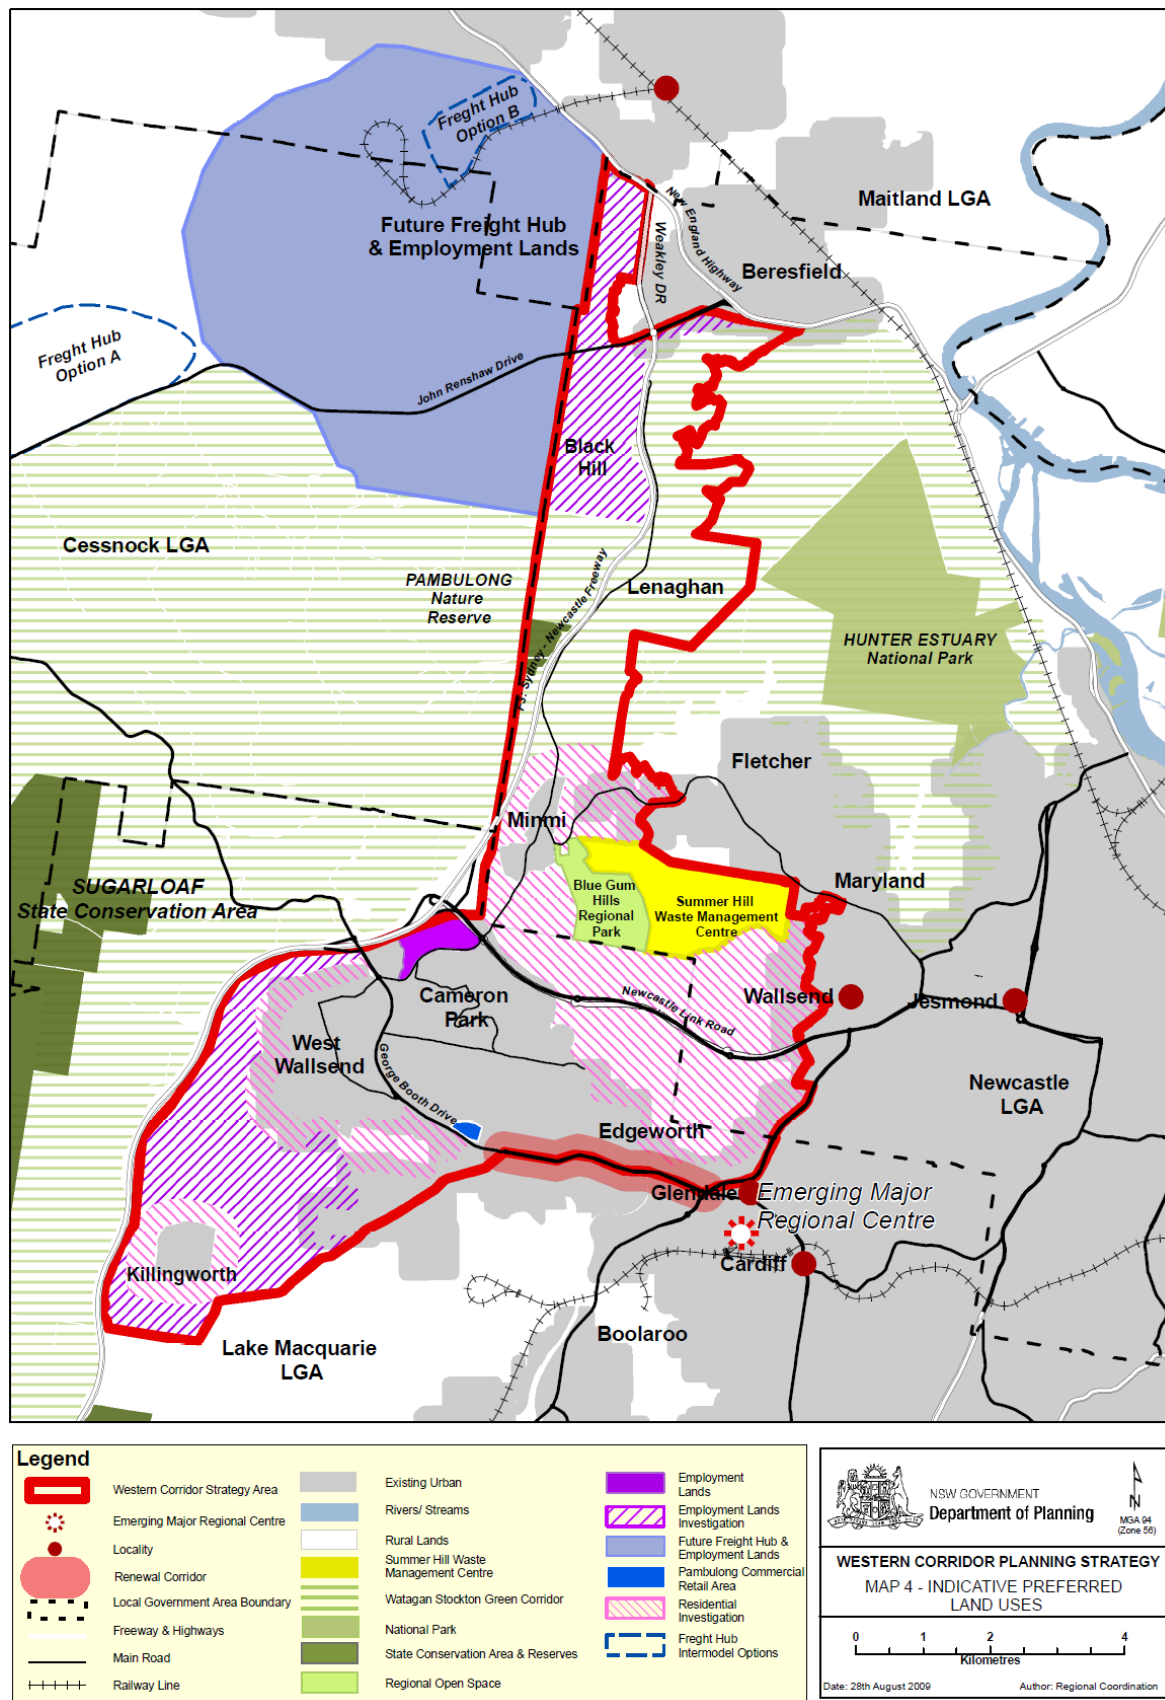 Freght Hub
Option B
Maitland LGA
New England Highway
Future Freight Hub
& Employment Lands
Weakley DR
Beresfield
Freght Hub
Option A
John Renshaw Drive
Black
Hill
Cessnock LGA
PAMBULONG
Nature
Reserve
F3: Sydney - Newcastle Freeway
Lenaghan
HUNTER ESTUARY
National Park
Fletcher
Minmi
SUGARLOAF
State Conservation Area
Blue Gum
Hills
Regional
Park
Summer Hill
Waste Management
Centre
Maryland
Cameron
Park
Newcastle Link Road
Wallsend
Jesmond
West
Wallsend
George Booth Drive
Newcastle
LGA
Edgeworth
Glendale
Emerging Major
Regional Centre
Killingworth
Cardiff
Boolaroo
Lake Macquarie
LGA
Legend
Western Corridor Strategy Area
Emerging Major Regional Centre
Locality
Renewal Corridor
Local Government Area Boundary
Freeway & Highways
Main Road
Railway Line
Existing Urban
Rivers/ Streams
Rural Lands
Summer Hill Waste
Management Centre
Watagan Stockton Green Corridor
National Park
State Conservation Area & Reserves
Regional Open Space
Employment
Lands
Employment Lands
Investigation
Future Freight Hub &
Employment Lands
Pambulong Commercial
Retail Area
Residential
Investigation
Freght Hub
Intermodel Options
NSW GOVERNMENT
Department of Planning
N
MGA 94
(Zone 56)
WESTERN CORRIDOR PLANNING STRATEGY
MAP 4 - INDICATIVE PREFERRED
LAND USES
0 1 2 4
Kilometres
Date: 28th August 2009
Author: Regional Coordination